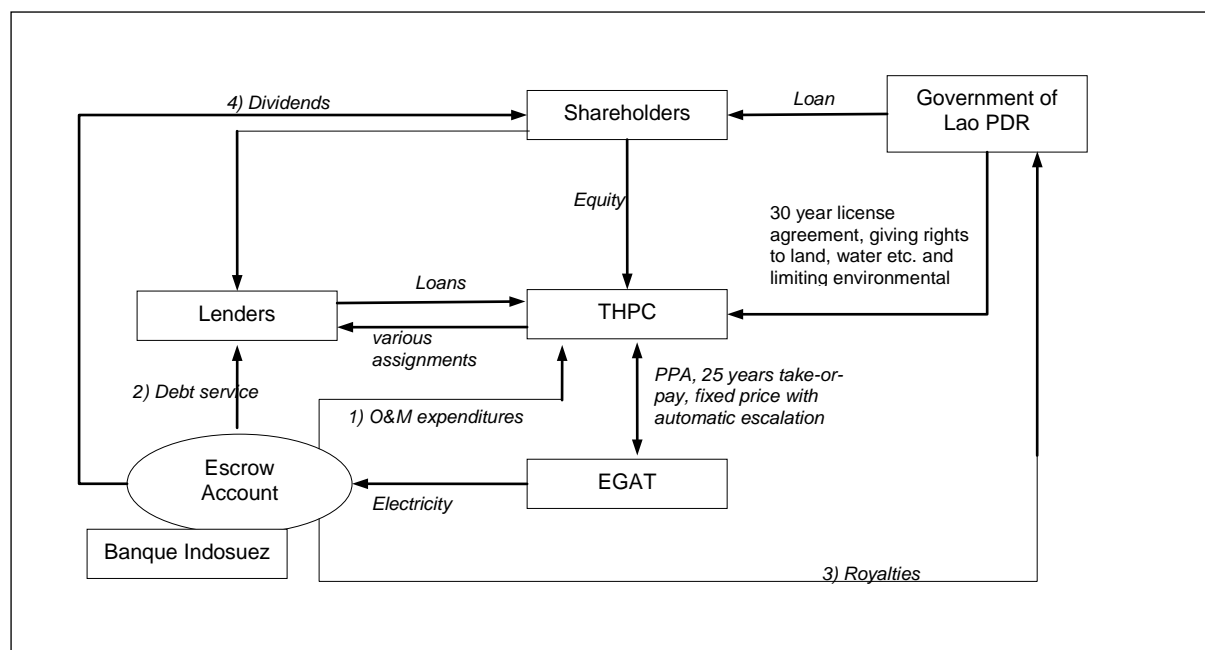 4) Dividends
Shareholders
Loan
Government of
Lao PDR
Equity
30 year license
agreement, giving rights
to land, water etc. and
limiting environmental
Lenders
Loans
THPC
various
assignments
2) Debt service
1) O&M expenditures
PPA, 25 years take-or-
pay, fixed price with
automatic escalation
Escrow
Account
Electricity
EGAT
Banque Indosuez
3) Royalties